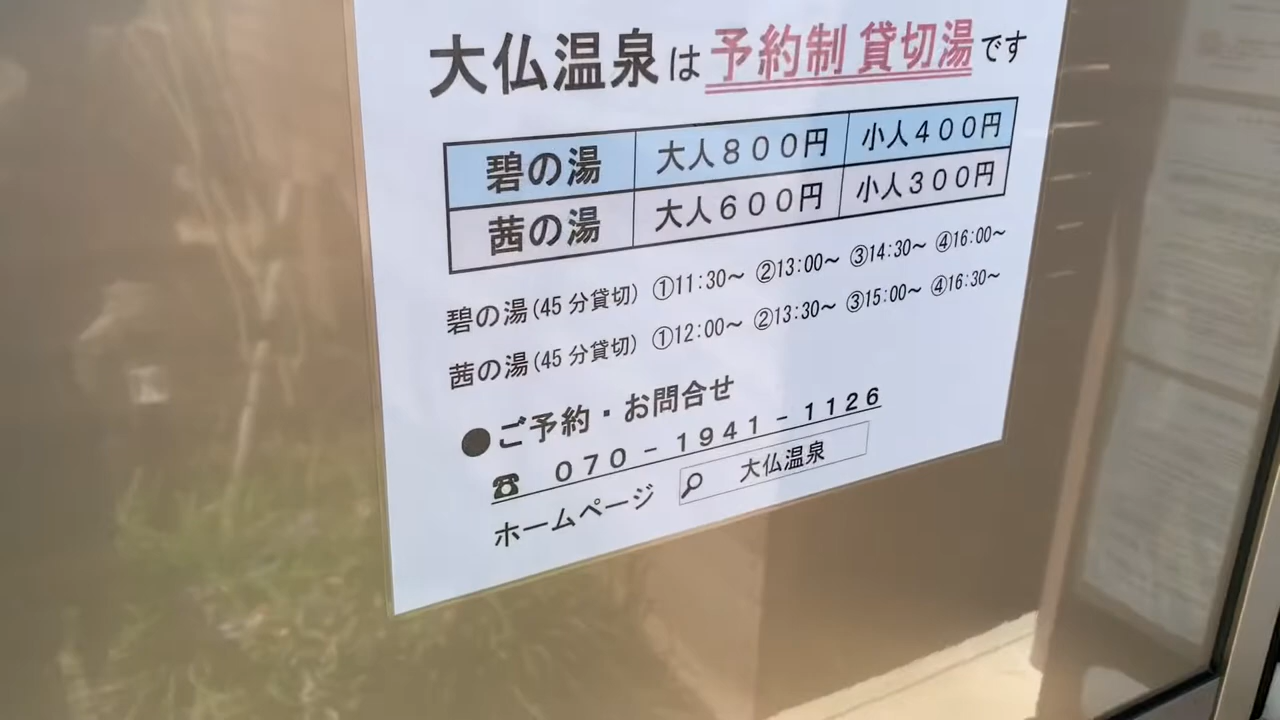 大仏温泉は予約制 貸切湯です
碧の湯 大人８００円 小人４００円
茜の湯 大人６００円 小人３００円
碧の湯(45分貸切) ①11:30～ ②13:00～ ③14:30～ ④16:00～
茜の湯(45分貸切) ①12:00～ ②13:30～ ③15:00～ ④16:30～
●ご予約・お問合せ
☎ ０７０－１９４１－１１２６
ホームページ 大仏温泉